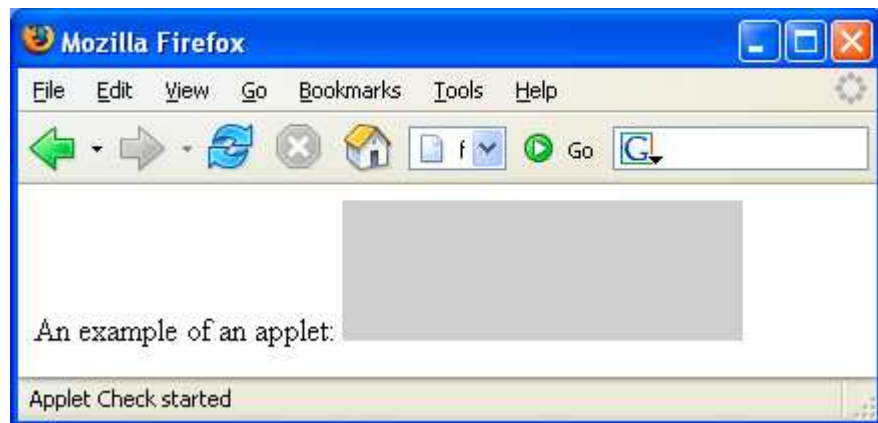 Mozilla Firefox
File Edit View Go Bookmarks Tools Help
f Go G
An example of an applet:
Applet Check started